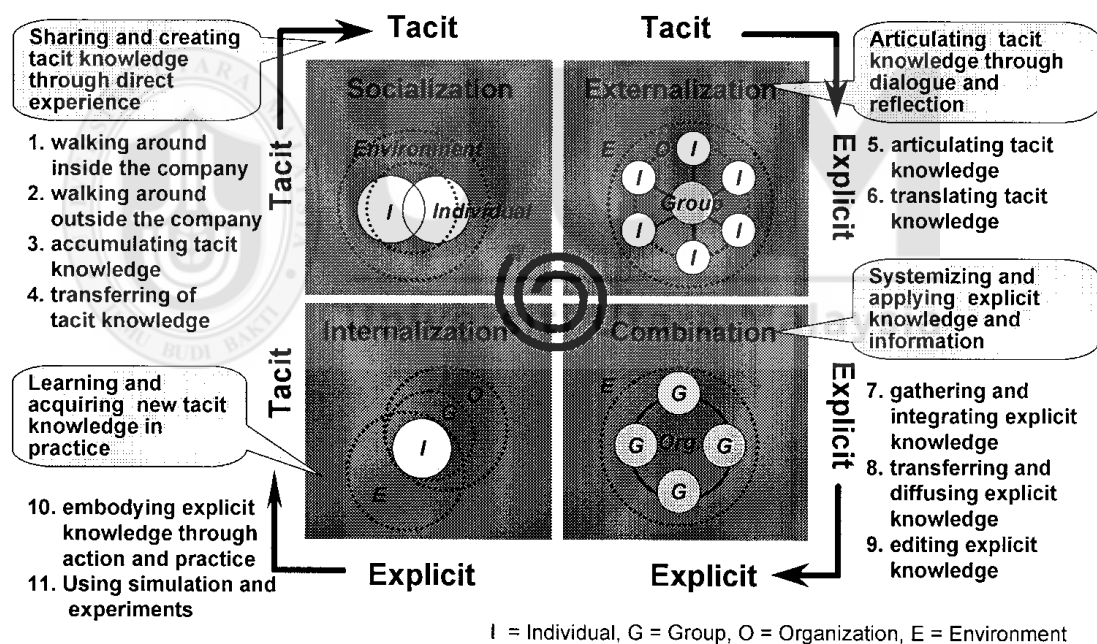 Tacit
Tacit
Sharing and creating
tacit knowledge
through direct
experience
Articulating tacit
knowledge through
dialogue and
reflection
Socialization
Externalization
Tacit
Explicit
1. walking around
inside the company
2. walking around
outside the company
3. accumulating tacit
knowledge
4. transferring of
tacit knowledge
Environment
I
Individual
E
O
I
I
I
Group
I
I
I
5. articulating tacit
knowledge
6. translating tacit
knowledge
Systemizing and
applying explicit
knowledge and
information
Internalization
Combination
BUDI BAKTI
Learning and
acquiring new tacit
knowledge in
practice
Tacit
Explicit
O
G
I
E
E
G
G
Org
G
G
7. gathering and
integrating explicit
knowledge
8. transferring and
diffusing explicit
knowledge
9. editing explicit
knowledge
10. embodying explicit
knowledge through
action and practice
11. Using simulation and
experiments
Explicit
Explicit
I = Individual, G = Group, O = Organization, E = Environment